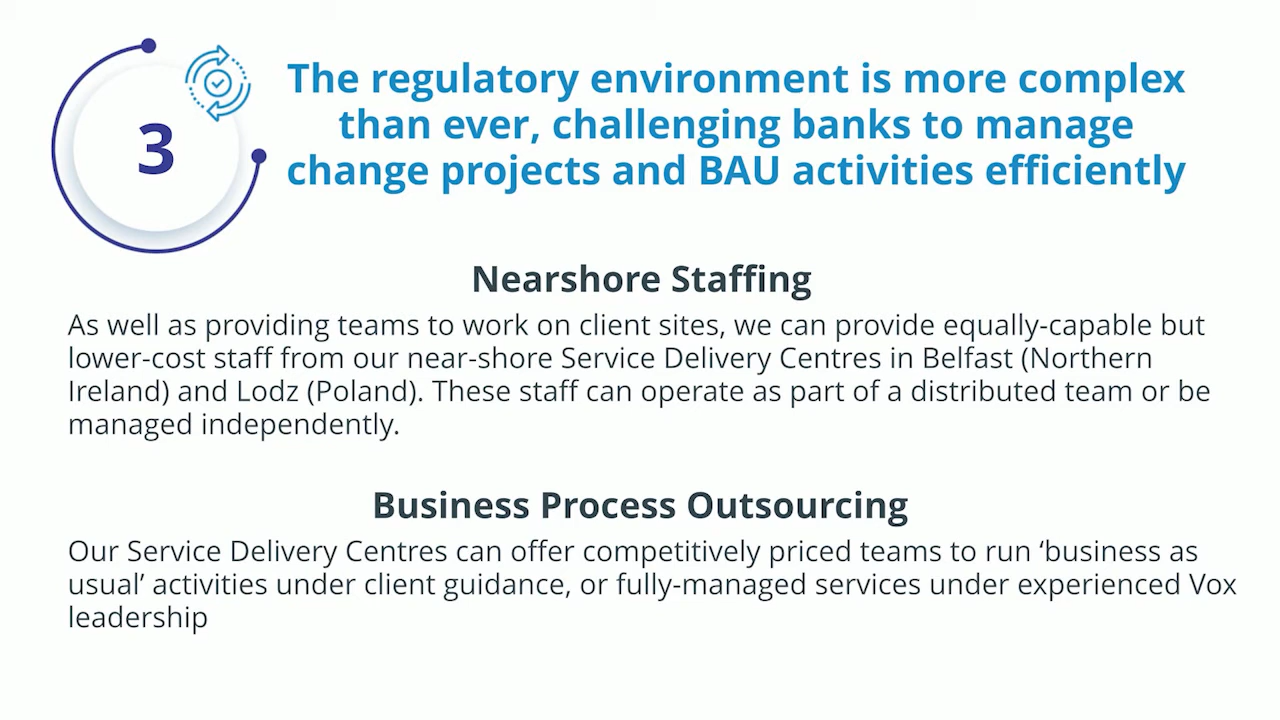 3
The regulatory environment is more complex
than ever, challenging banks to manage
change projects and BAU activities efficiently
Nearshore Staffing
As well as providing teams to work on client sites, we can provide equally-capable but
lower-cost staff from our near-shore Service Delivery Centres in Belfast (Northern
Ireland) and Lodz (Poland). These staff can operate as part of a distributed team or be
managed independently.
Business Process Outsourcing
Our Service Delivery Centres can offer competitively priced teams to run ‘business as
usual’ activities under client guidance, or fully-managed services under experienced Vox
leadership